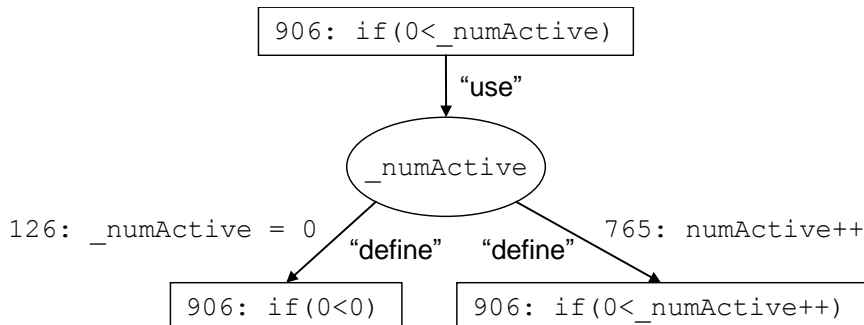 906: if(0<_numActive)
“use”
_numActive
126: _numActive = 0
765: numActive++
“define”
“define”
906: if(0<0)
906: if(0<_numActive++)